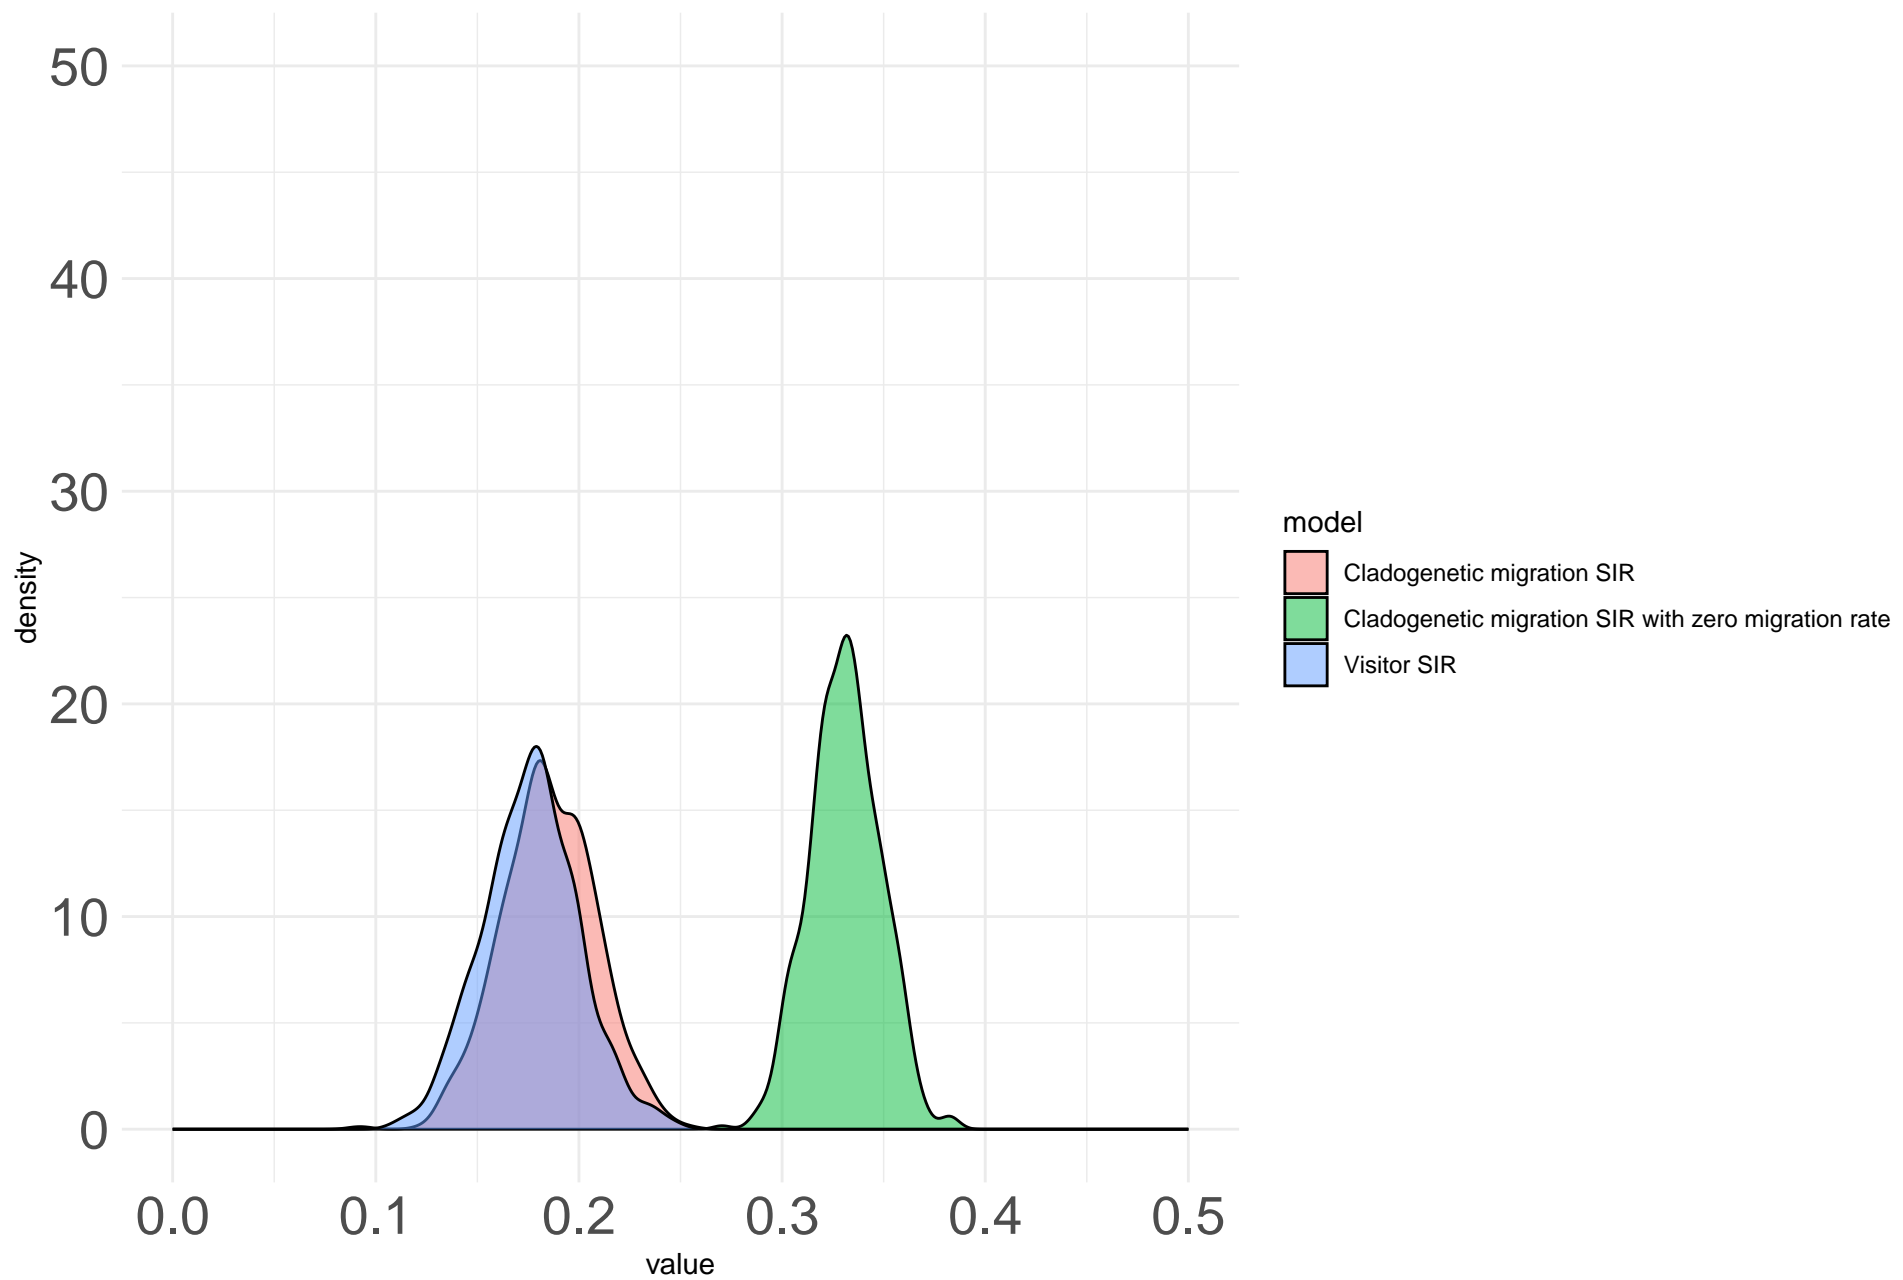 50
40
30
20
10
0
density
0.0 0.1 0.2 0.3 0.4 0.5
value
model
Cladogenetic migration SIR
Cladogenetic migration SIR with zero migration rate
Visitor SIR